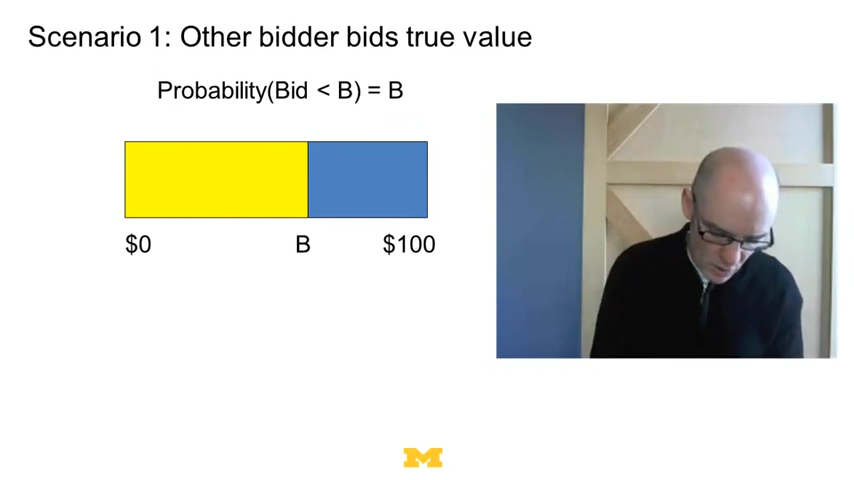 Scenario 1: Other bidder bids true value
Probability(Bid < B) = B
$0 B $100
M